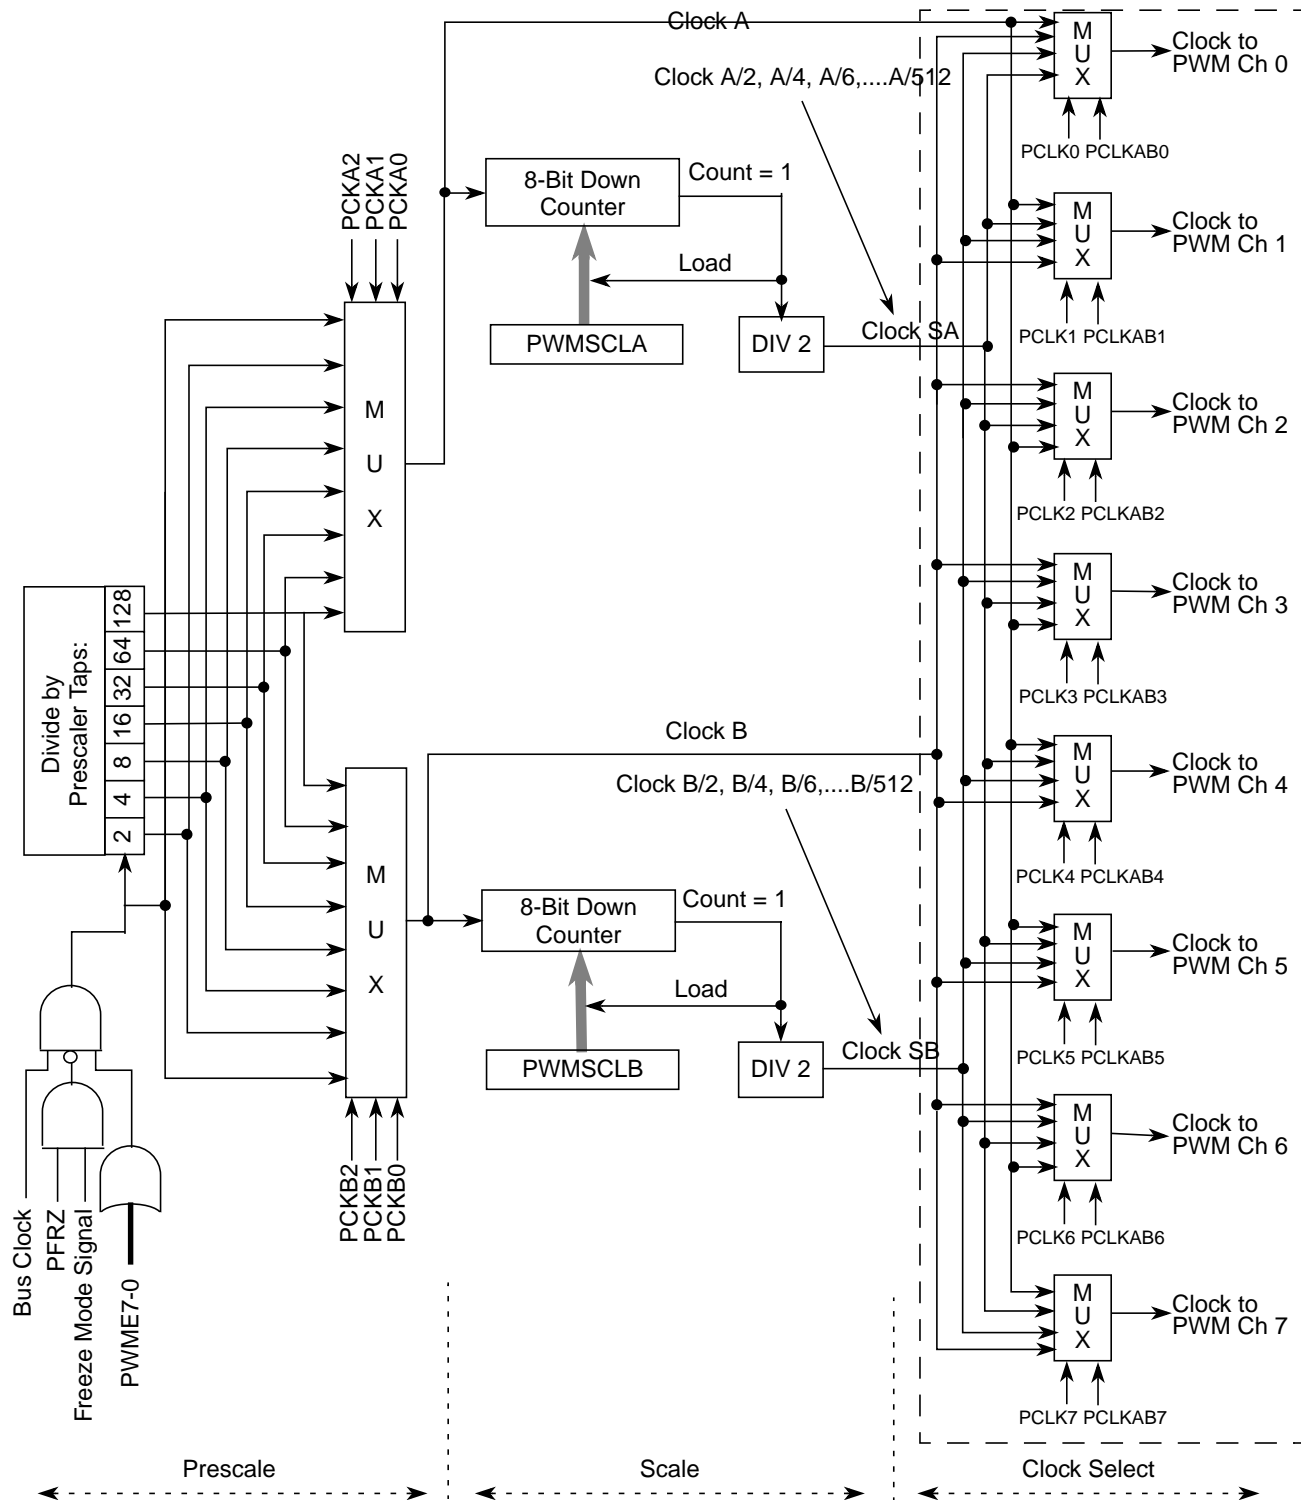 Clock A
Clock A/2, A/4, A/6,....A/512
PCKA2
PCKA1
PCKA0
8-Bit Down
Counter
Count = 1
Load
PWMSCLA
DIV 2
Clock SA
M
U
X
Divide by
Prescaler Taps:
128
64
32
16
8
4
2
Clock B
Clock B/2, B/4, B/6,....B/512
M
U
X
8-Bit Down
Counter
Count = 1
Load
PWMSCLB
DIV 2
Clock SB
PCKB2
PCKB1
PCKB0
Bus Clock
PFRZ
Freeze Mode Signal
PWME7-0
M
U
X
Clock to
PWM Ch 0
PCLK0 PCLKAB0
M
U
X
Clock to
PWM Ch 1
PCLK1 PCLKAB1
M
U
X
Clock to
PWM Ch 2
PCLK2 PCLKAB2
M
U
X
Clock to
PWM Ch 3
PCLK3 PCLKAB3
M
U
X
Clock to
PWM Ch 4
PCLK4 PCLKAB4
M
U
X
Clock to
PWM Ch 5
PCLK5 PCLKAB5
M
U
X
Clock to
PWM Ch 6
PCLK6 PCLKAB6
M
U
X
Clock to
PWM Ch 7
PCLK7 PCLKAB7
Prescale
Scale
Clock Select